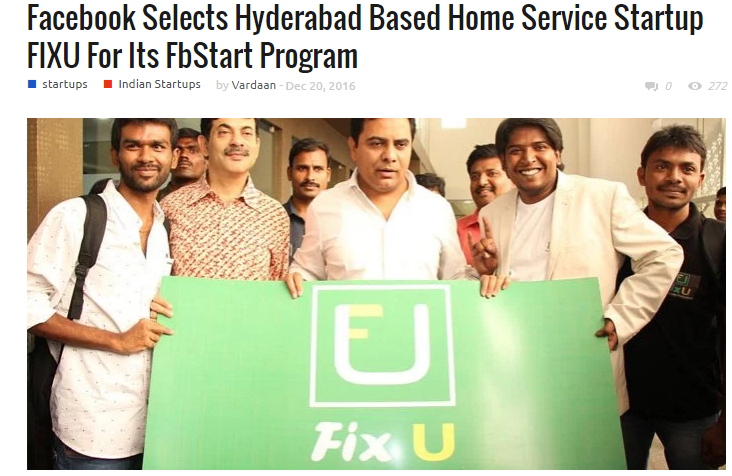 Facebook Selects Hyderabad Based Home Service Startup
FIXU For Its FbStart Program
startups Indian Startups by Vardaan - Dec 20, 2016 0 272
FU
Fix U
Fix U